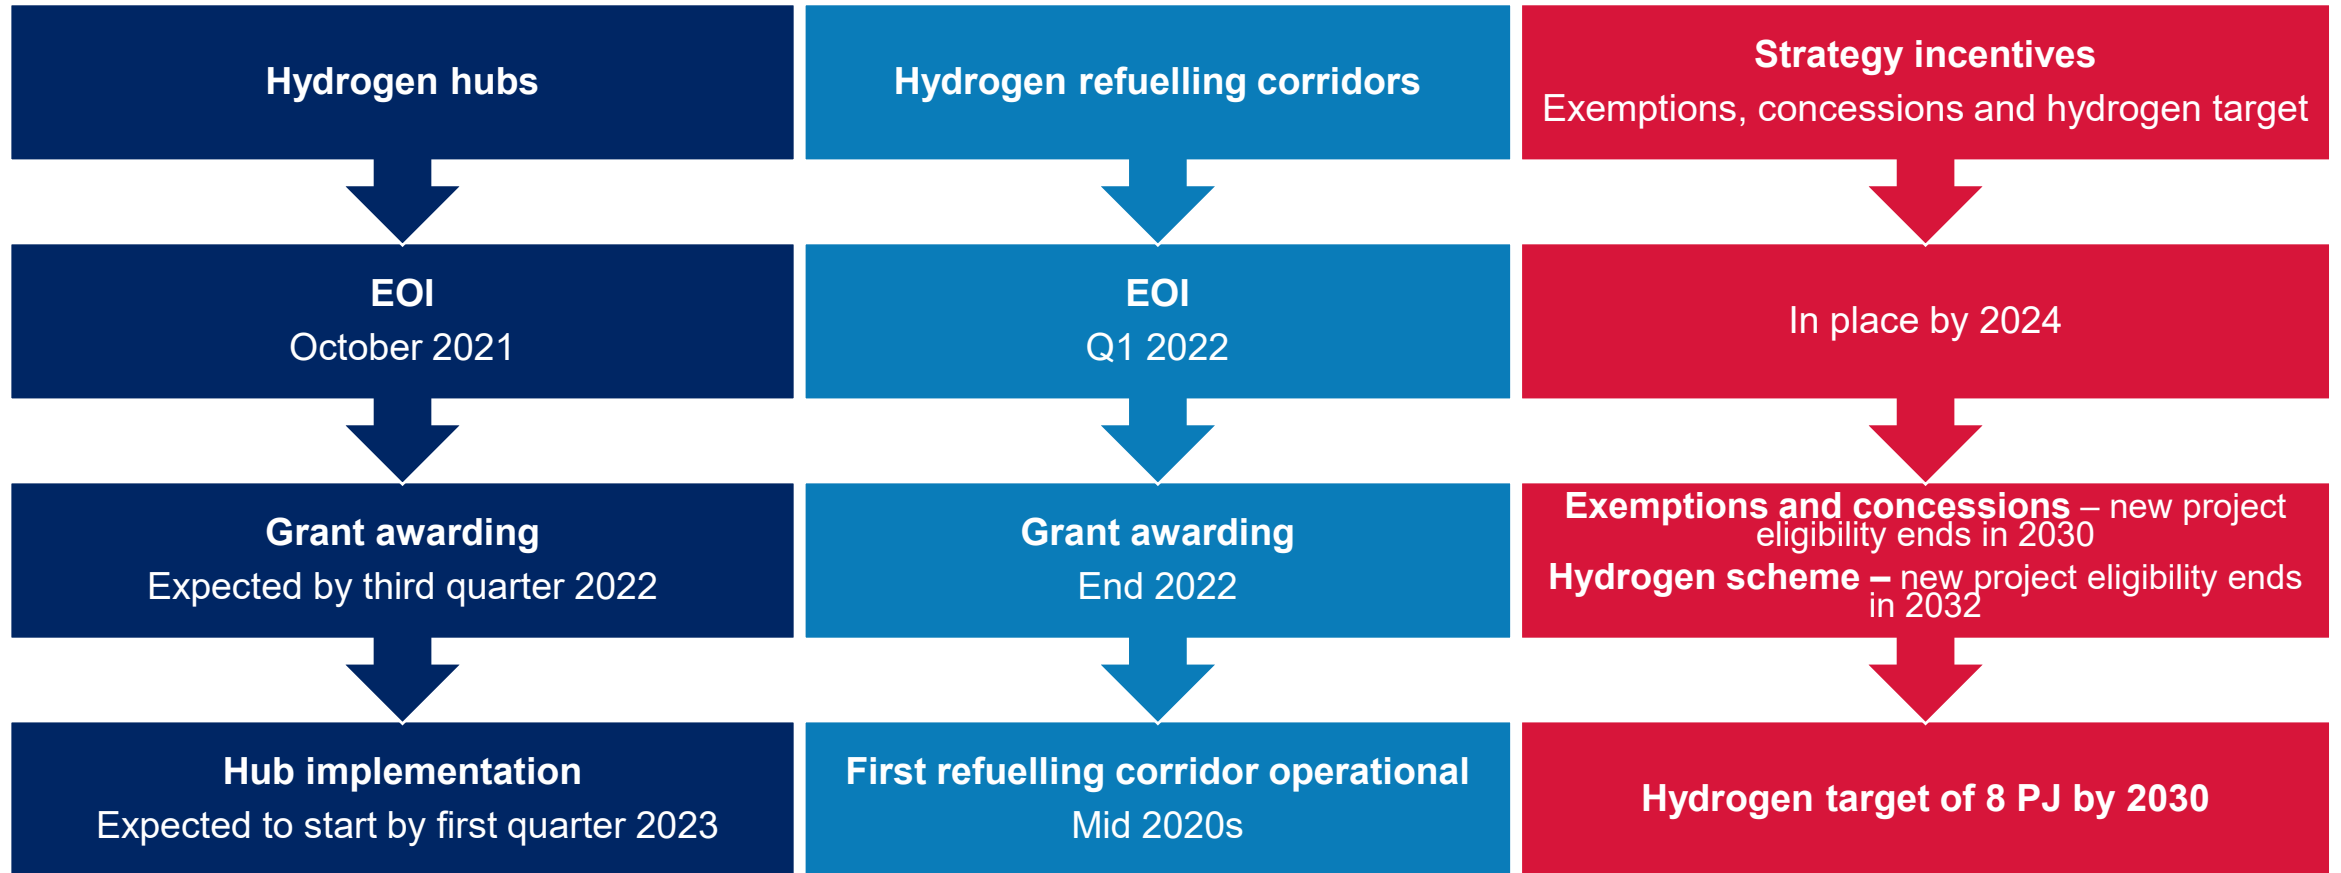 Hydrogen hubs
EOI
October 2021
Grant awarding
Expected by third quarter 2022
Hub implementation
Expected to start by first quarter 2023
Hydrogen refuelling corridors
EOI
Q1 2022
Grant awarding
End 2022
First refuelling corridor operational
Mid 2020s
Strategy incentives
Exemptions, concessions and hydrogen target
In place by 2024
Exemptions and concessions – new project
eligibility ends in 2030
Hydrogen scheme – new project eligibility ends
in 2032
Hydrogen target of 8 PJ by 2030